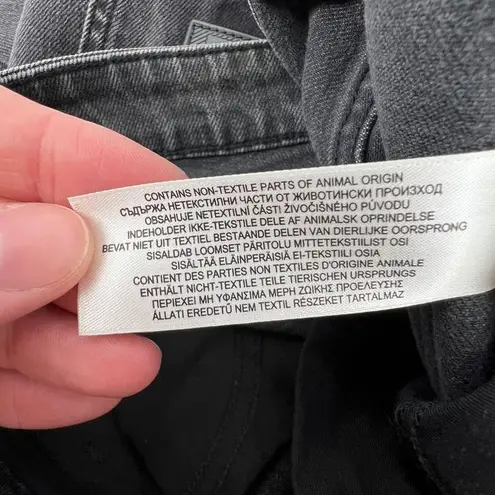 CONTAINS NON-TEXTILE PARTS OF ANIMAL ORIGIN
СЪДЪРЖА НЕТЕКСТИЛНИ ЧАСТИ ОТ ЖИВОТИНСКИ ПРОИЗХОД
OBSAHUJE NETEXTILNÍ ČÁSTI ŽIVOČIŠNÉHO PŮVODU
INDEHOLDER IKKE-TEKSTILE DELE AF ANIMALSK OPRINDELSE
BEVAT NIET UIT TEXTIEL BESTAANDE DELEN VAN DIERLIJKE OORSPRONG
SISALDAB LOOMSET PÄRITOLU MITTETEKSTIILIST OSI
SISÄLTÄÄ ELÄINPERÄISIÄ EI-TEKSTIILI OSIA
CONTIENT DES PARTIES NON TEXTILES D'ORIGINE ANIMALE
ENTHÄLT NICHT-TEXTILE TEILE TIERISCHEN URSPRUNGS
ΠΕΡΙΕΧΕΙ ΜΗ ΥΦΑΝΣΙΜΑ ΜΕΡΗ ΖΩΙΚΗΣ ΠΡΟΕΛΕΥΣΗΣ
ÁLLATI EREDETŰ NEM TEXTIL RÉSZEKET TARTALMAZ